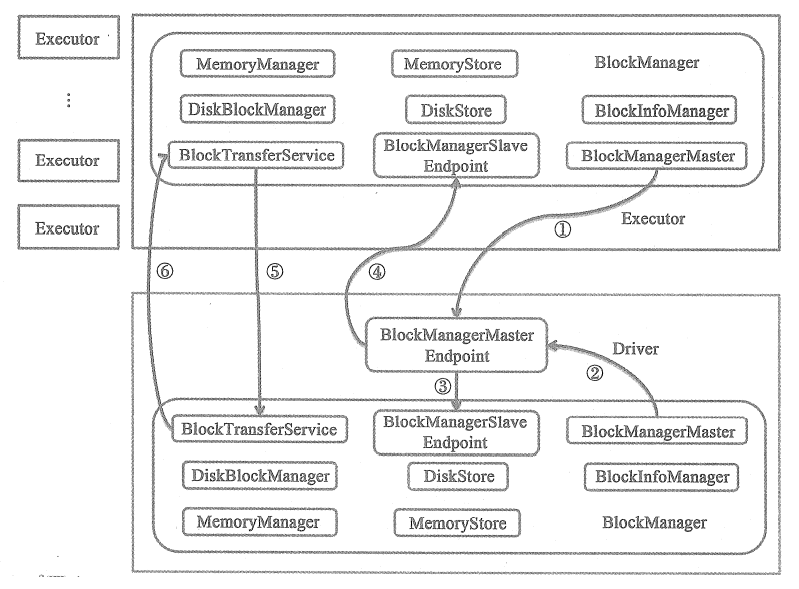 Executor
MemoryManager
MemoryStore
BlockManager
⋮
DiskBlockManager
DiskStore
BlockInfoManager
Executor
BlockTransferService
BlockManagerSlave
Endpoint
BlockManagerMaster
Executor
Executor
①
⑥
⑤
④
BlockManagerMaster
Endpoint
Driver
③
②
BlockTransferService
BlockManagerSlave
Endpoint
BlockManagerMaster
DiskBlockManager
DiskStore
BlockInfoManager
MemoryManager
MemoryStore
BlockManager